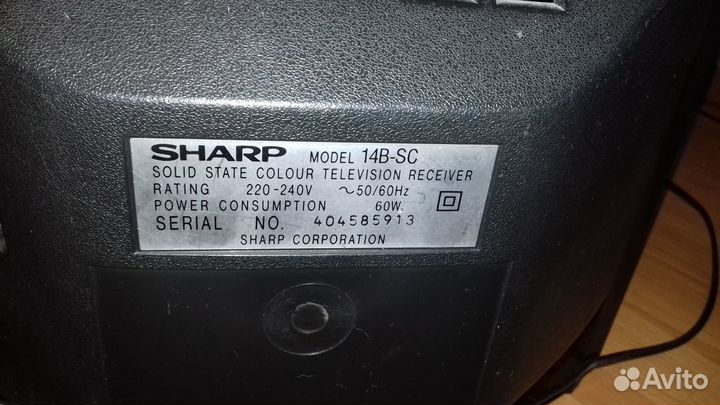 SHARP MODEL 14B-SC
SOLID STATE COLOUR TELEVISION RECEIVER
RATING 220-240V ~50/60Hz
POWER CONSUMPTION 60W.
SERIAL NO. 404585913
SHARP CORPORATION
Avito